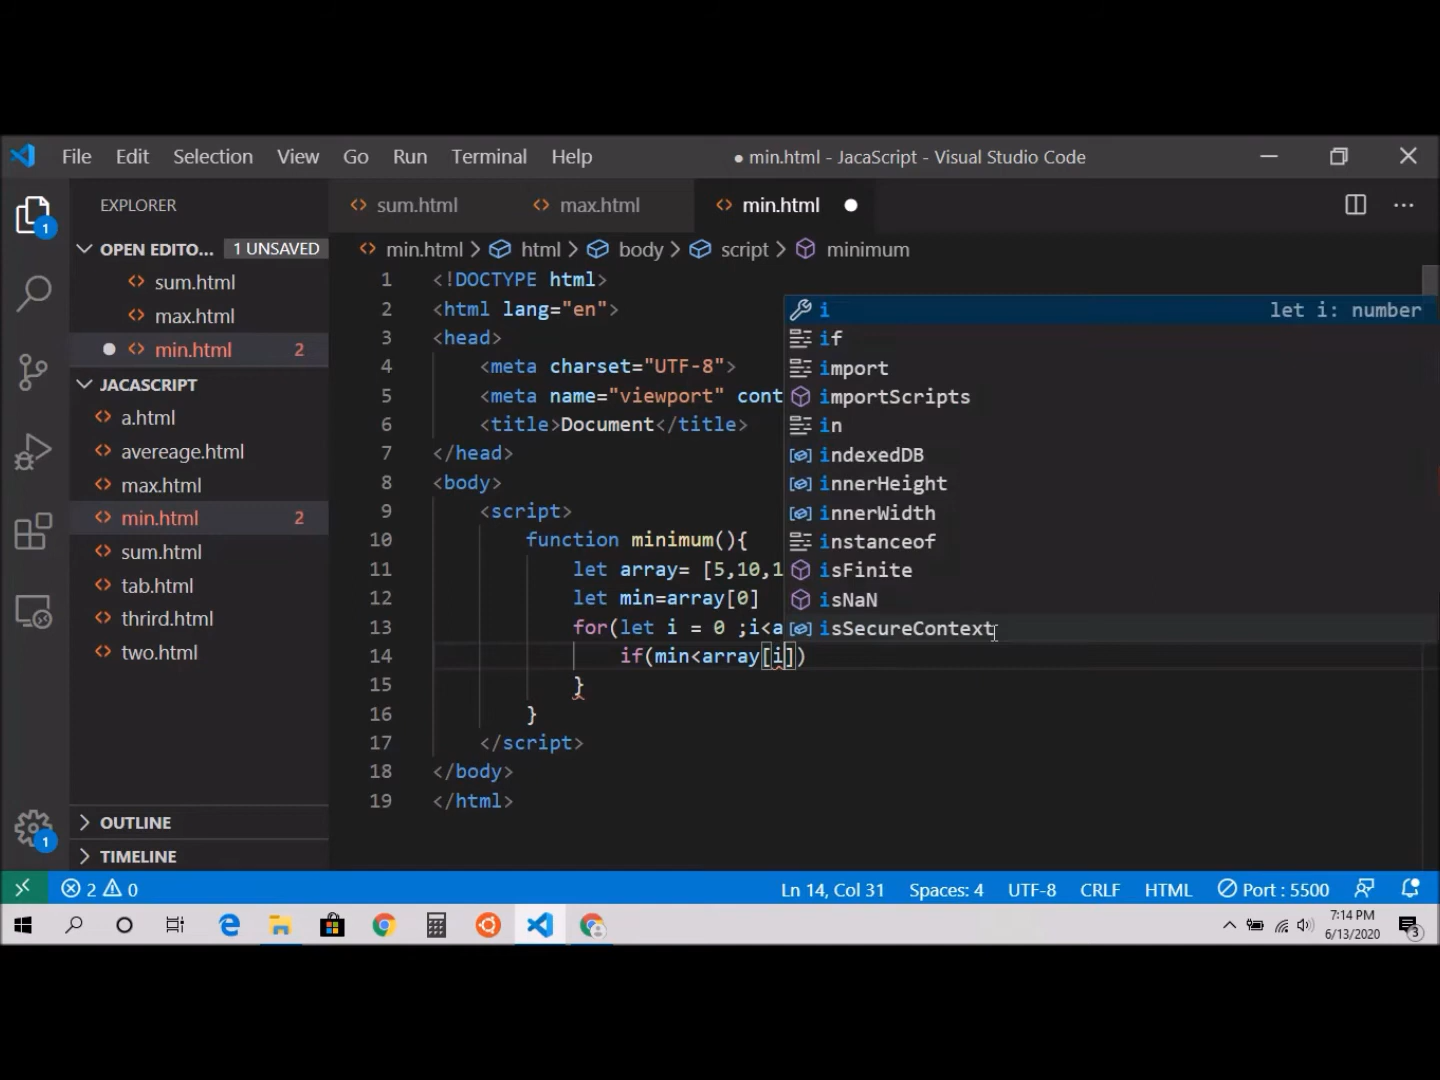 File Edit Selection View Go Run Terminal Help
● min.html - JacaScript - Visual Studio Code
EXPLORER
OPEN EDITO... 1 UNSAVED
sum.html
max.html
min.html 2
JACASCRIPT
a.html
avereage.html
max.html
min.html 2
sum.html
tab.html
thrird.html
two.html
OUTLINE
TIMELINE
1
1
sum.html max.html min.html
min.html > html > body > script > minimum
1 <!DOCTYPE html>
2 <html lang="en">
3 <head>
4 <meta charset="UTF-8">
5 <meta name="viewport" cont
6 <title>Document</title>
7 </head>
8 <body>
9 <script>
10 function minimum(){
11 let array= [5,10,1
12 let min=array[0]
13 for(let i = 0 ;i<a
14 if(min<array[i])
15 }
16 }
17 </script>
18 </body>
19 </html>
i let i: number
if
import
importScripts
in
indexedDB
innerHeight
innerWidth
instanceof
isFinite
isNaN
isSecureContext
2 0 Ln 14, Col 31 Spaces: 4 UTF-8 CRLF HTML Port : 5500
7:14 PM
6/13/2020
3